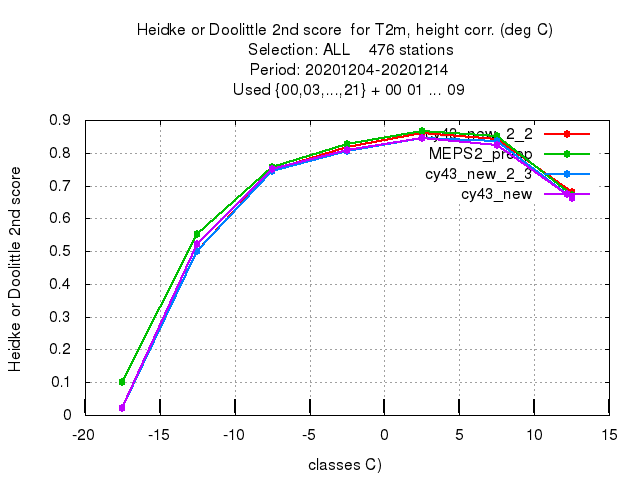 Heidke or Doolittle 2nd score  for T2m, height corr. (deg C)
Selection: ALL    476 stations
Period: 20201204-20201214
Used {00,03,...,21} + 00 01 ... 09
Heidke or Doolittle 2nd score
0.9
0.8
0.7
0.6
0.5
0.4
0.3
0.2
0.1
0
cy43_new_2_2
MEPS2_preop
cy43_new_2_3
cy43_new
-20 -15 -10 -5 0 5 10 15
classes C)